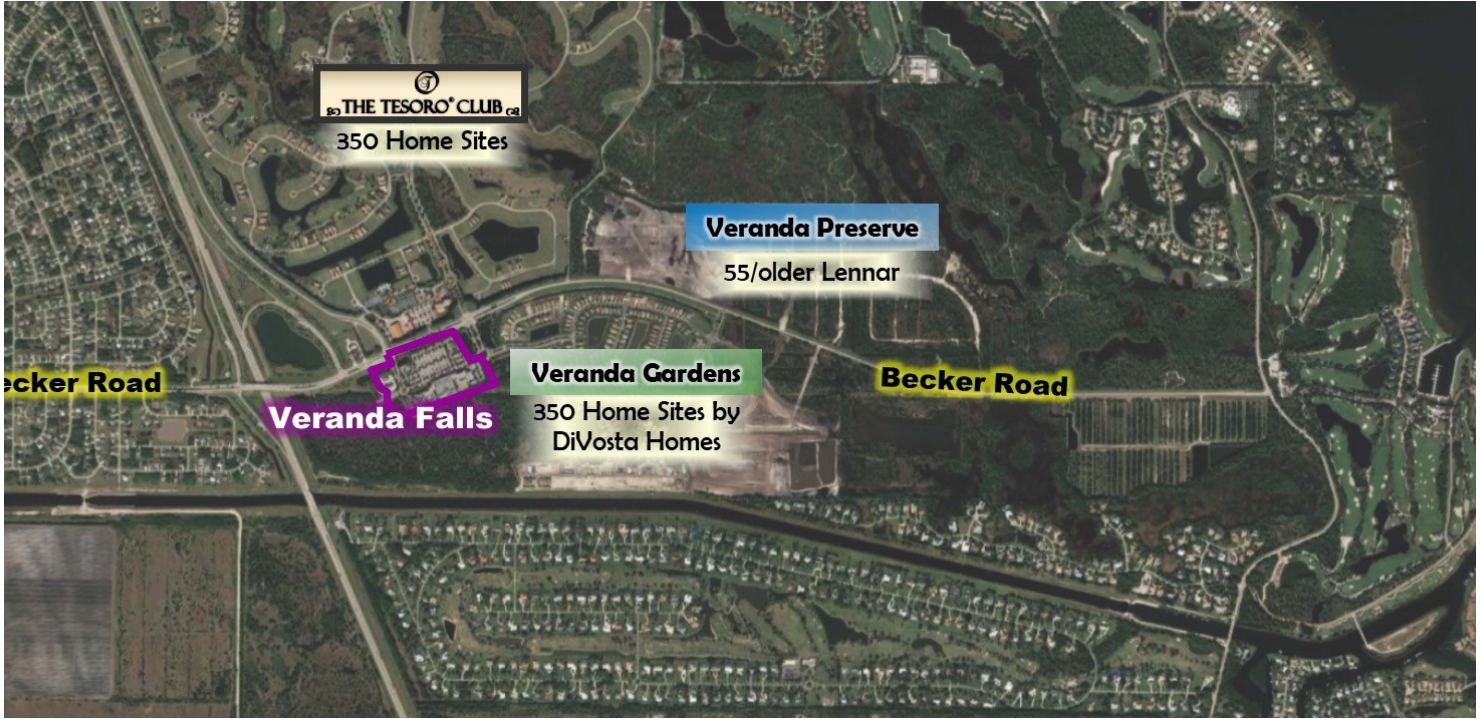 THE TESORO® CLUB
350 Home Sites
Veranda Preserve
55/older Lennar
Veranda Gardens
350 Home Sites by
DiVosta Homes
ecker Road
Becker Road
Veranda Falls